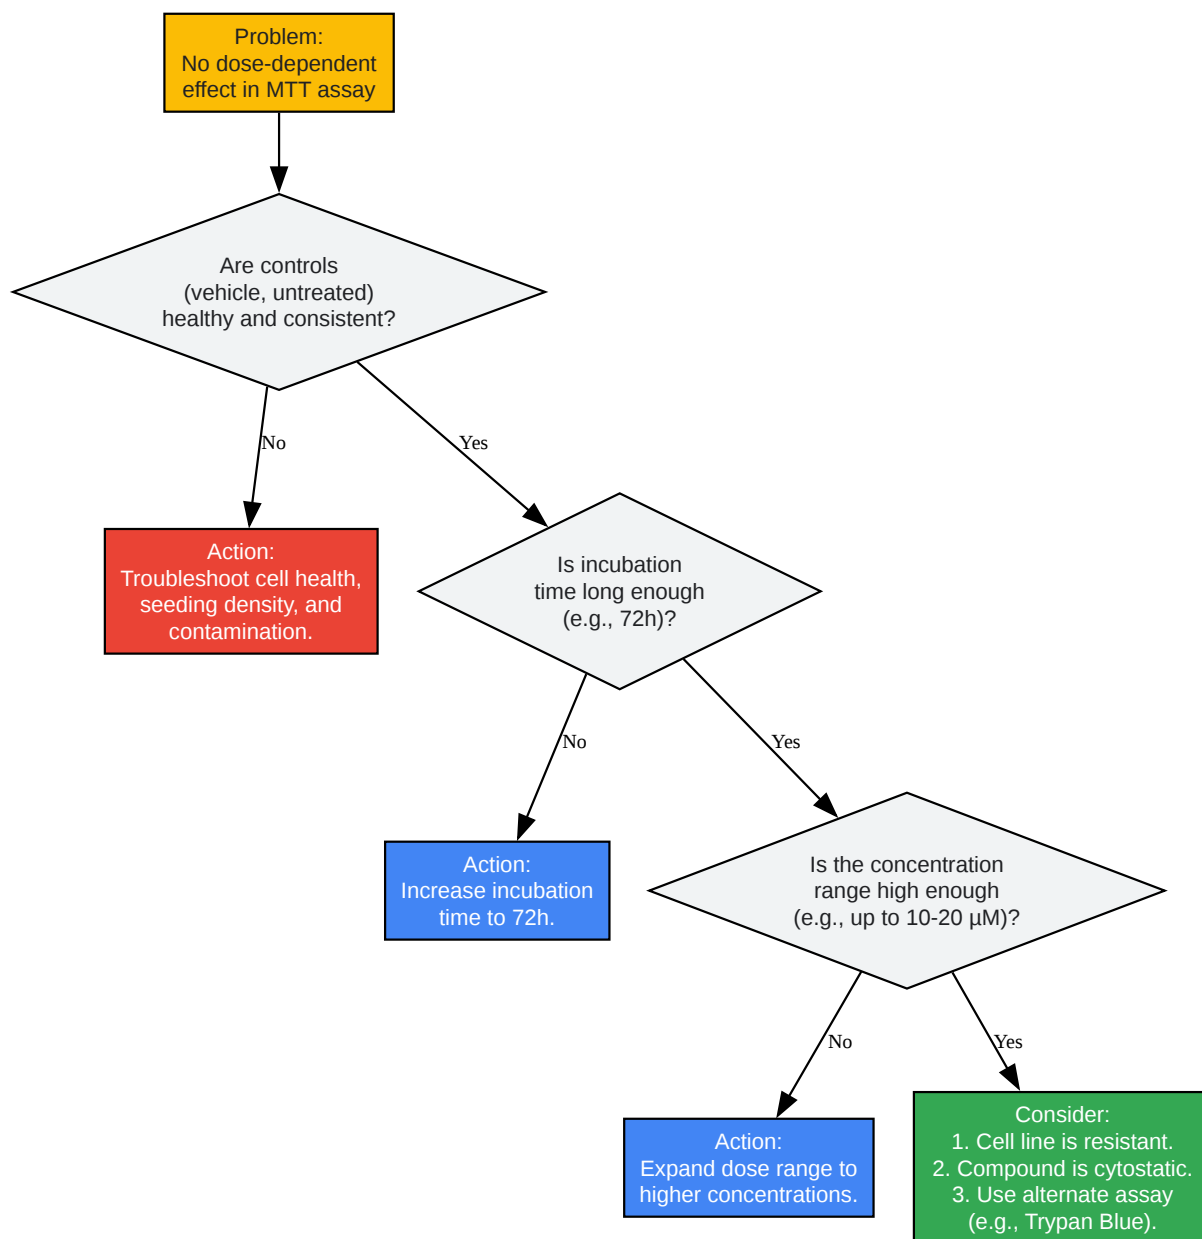 Problem:
No dose-dependent
effect in MTT assay
Are controls
(vehicle, untreated)
healthy and consistent?
No
Yes
Action:
Troubleshoot cell health,
seeding density, and
contamination.
Is incubation
time long enough
(e.g., 72h)?
No
Yes
Action:
Increase incubation
time to 72h.
Is the concentration
range high enough
(e.g., up to 10-20 µM)?
No
Yes
Action:
Expand dose range to
higher concentrations.
Consider:
1. Cell line is resistant.
2. Compound is cytostatic.
3. Use alternate assay
(e.g., Trypan Blue).